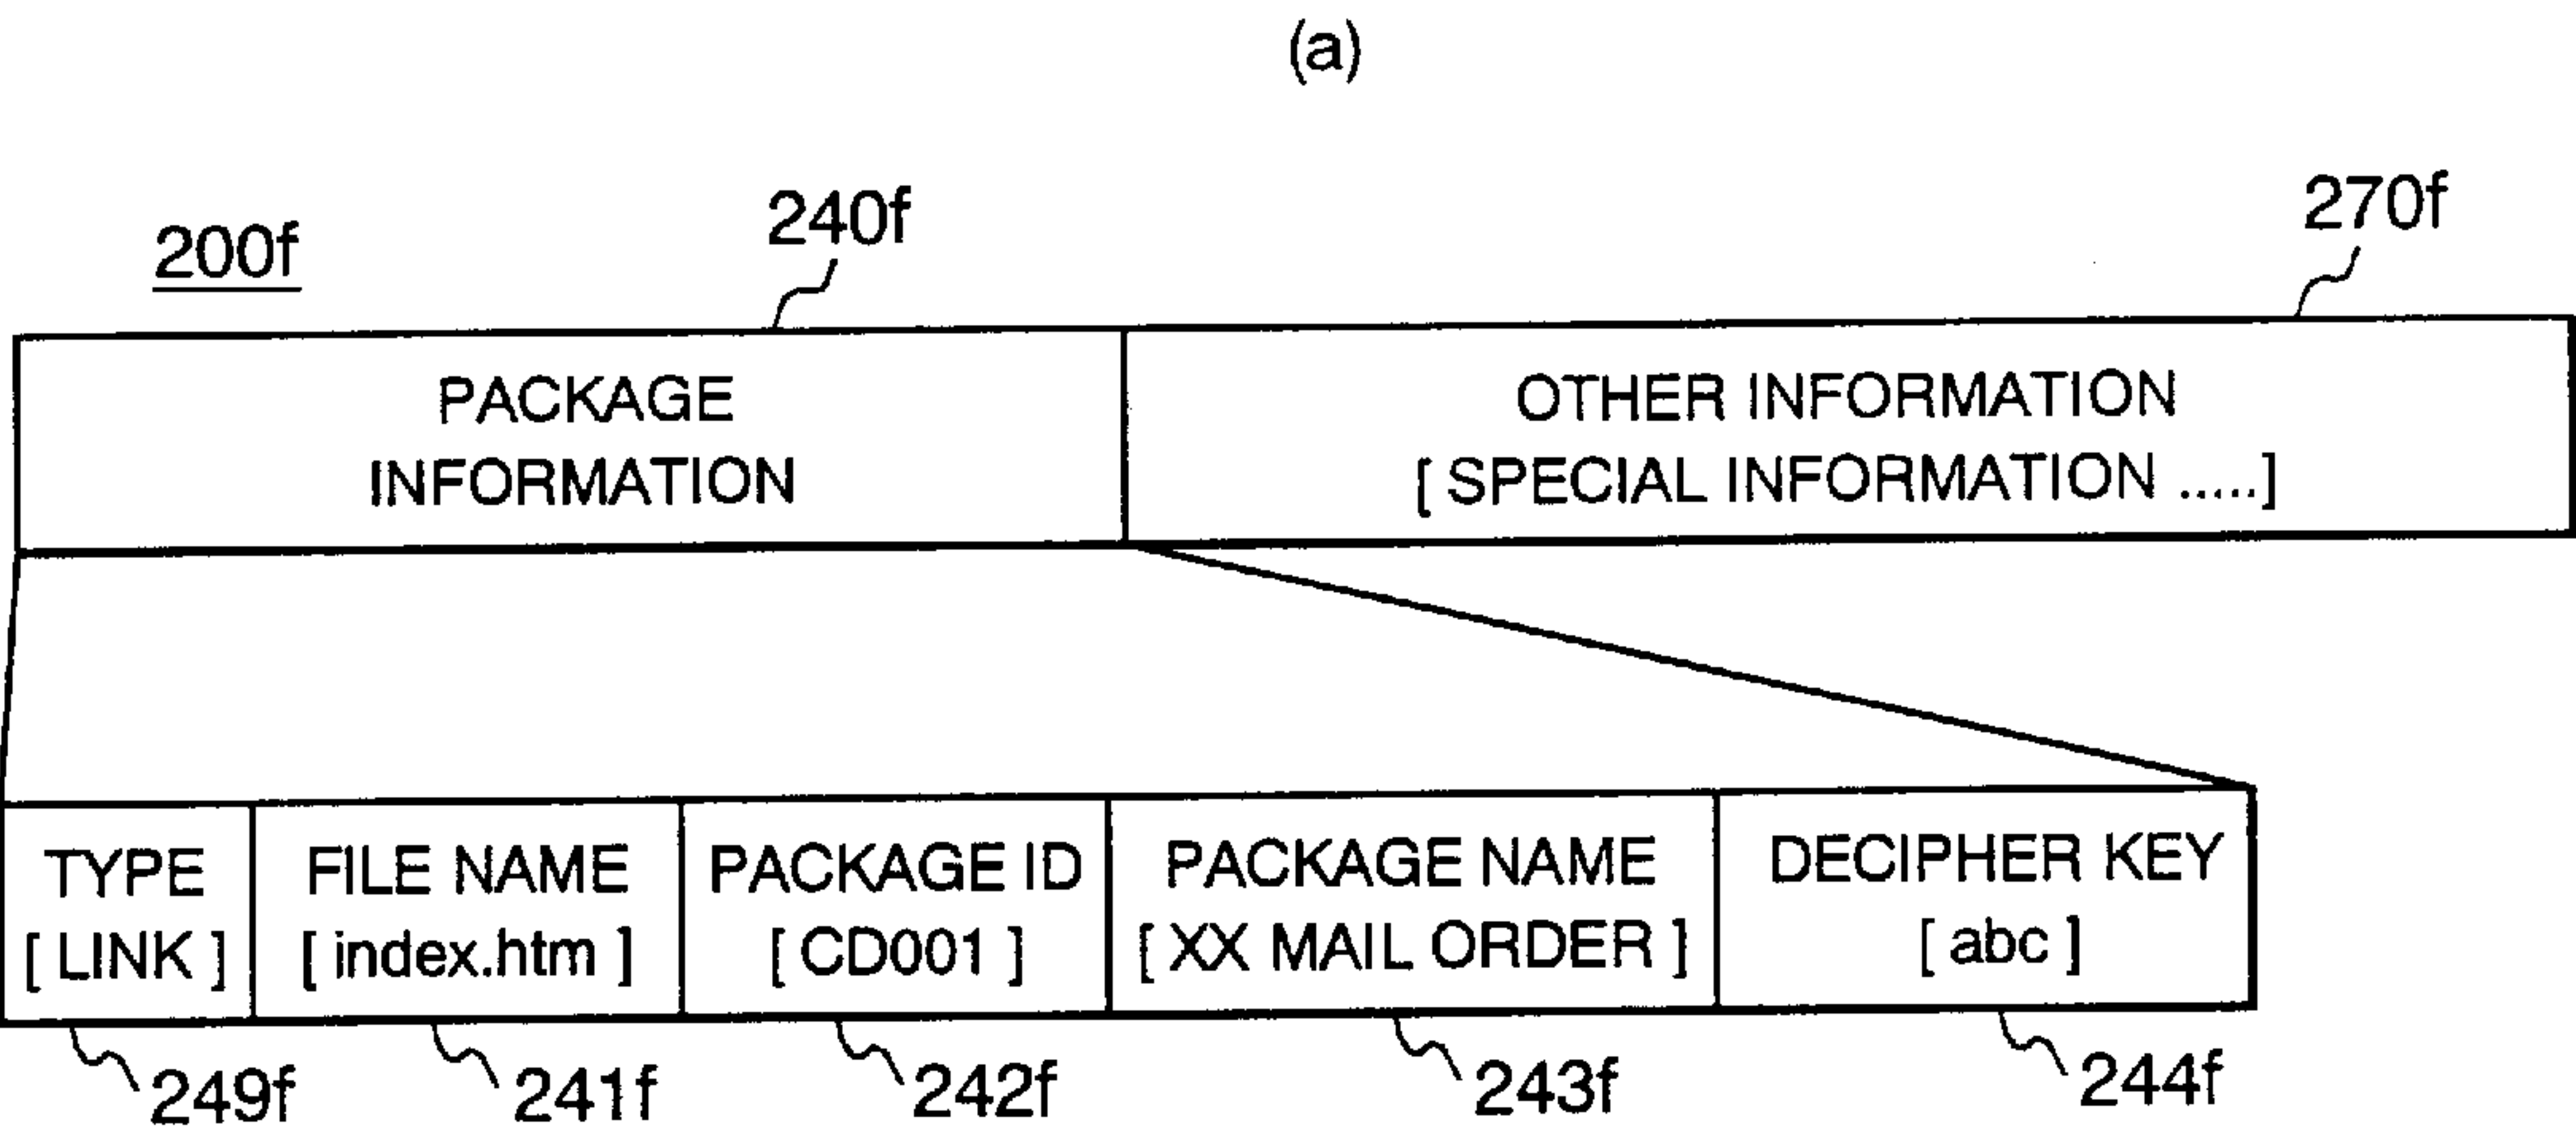 (a)
200f
240f
270f
PACKAGE
INFORMATION
OTHER INFORMATION
[ SPECIAL INFORMATION ..... ]
TYPE
[ LINK ]
FILE NAME
[ index.htm ]
PACKAGE ID
[ CD001 ]
PACKAGE NAME
[ XX MAIL ORDER ]
DECIPHER KEY
[ abc ]
249f
241f
242f
243f
244f